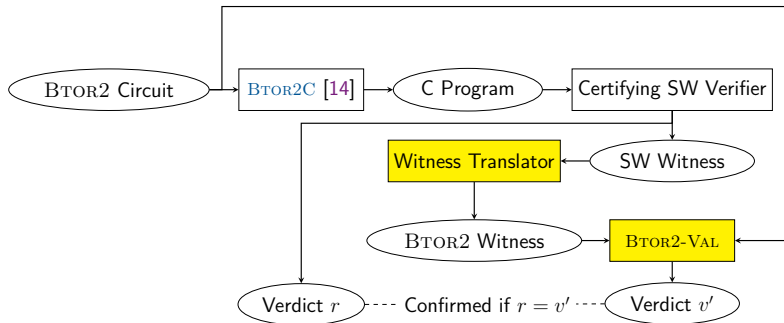 BTOR2 Circuit
BTOR2C [14]
C Program
Certifying SW Verifier
Witness Translator
SW Witness
BTOR2 Witness
BTOR2-VAL
Verdict r
Confirmed if r = v′
Verdict v′